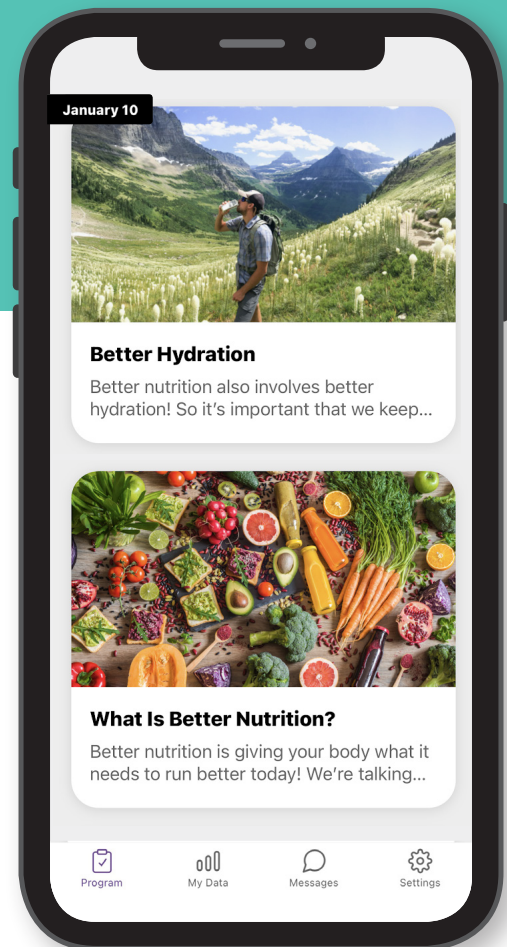 January 10
Better Hydration
Better nutrition also involves better
hydration! So it’s important that we keep...
What Is Better Nutrition?
Better nutrition is giving your body what it
needs to run better today! We’re talking...
Program
My Data
Messages
Settings